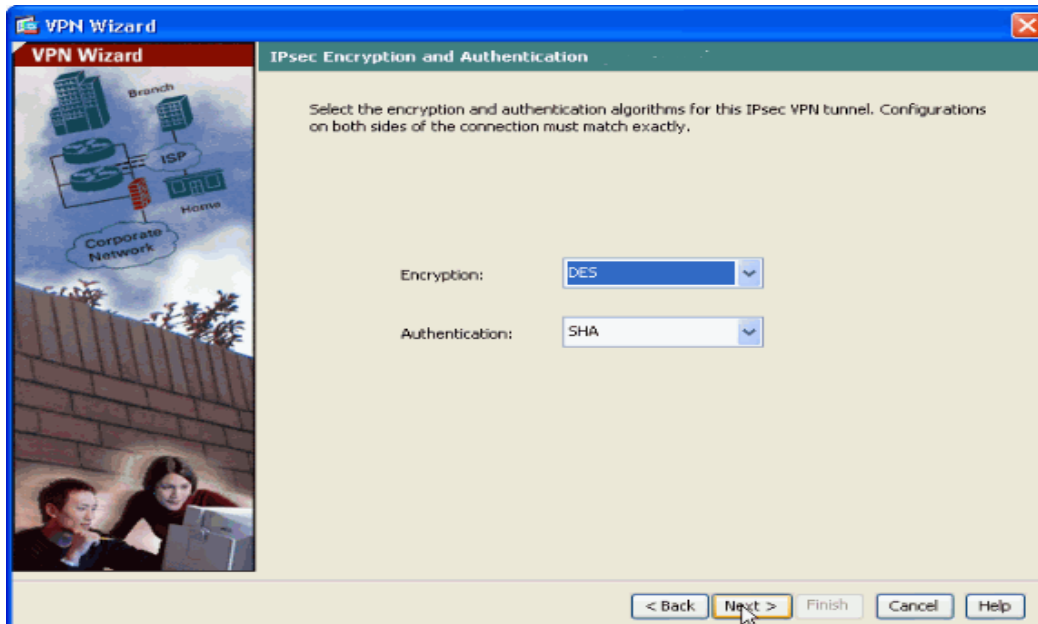 VPN Wizard
VPN Wizard
Branch
ISP
Home
Corporate
Network
IPsec Encryption and Authentication
Select the encryption and authentication algorithms for this IPsec VPN tunnel. Configurations
on both sides of the connection must match exactly.
Encryption: DES
Authentication: SHA
< Back Next > Finish Cancel Help